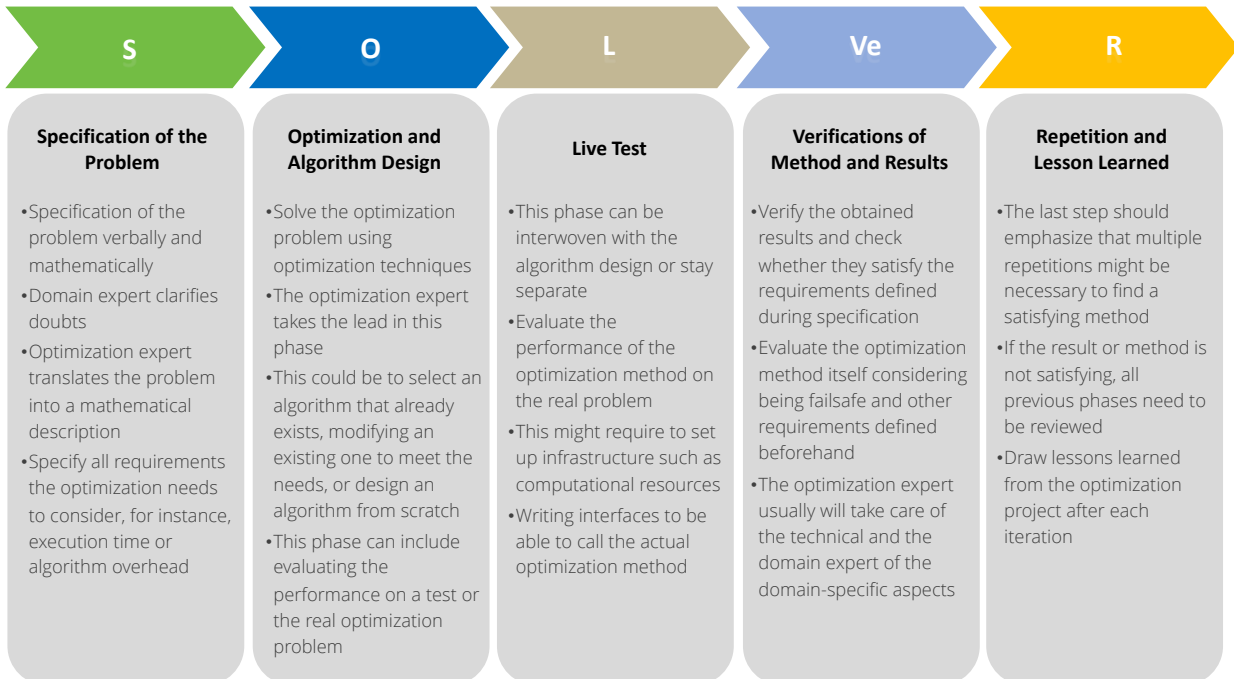 S
O
L
Ve
R
Specification of the
Problem
•Specification of the
problem verbally and
mathematically
•Domain expert clarifies
doubts
•Optimization expert
translates the problem
into a mathematical
description
•Specify all requirements
the optimization needs
to consider, for instance,
execution time or
algorithm overhead
Optimization and
Algorithm Design
•Solve the optimization
problem using
optimization techniques
•The optimization expert
takes the lead in this
phase
•This could be to select an
algorithm that already
exists, modifying an
existing one to meet the
needs, or design an
algorithm from scratch
•This phase can include
evaluating the
performance on a test or
the real optimization
problem
Live Test
•This phase can be
interwoven with the
algorithm design or stay
separate
•Evaluate the
performance of the
optimization method on
the real problem
•This might require to set
up infrastructure such as
computational resources
•Writing interfaces to be
able to call the actual
optimization method
Verifications of
Method and Results
•Verify the obtained
results and check
whether they satisfy the
requirements defined
during specification
•Evaluate the optimization
method itself considering
being failsafe and other
requirements defined
beforehand
•The optimization expert
usually will take care of
the technical and the
domain expert of the
domain-specific aspects
Repetition and
Lesson Learned
•The last step should
emphasize that multiple
repetitions might be
necessary to find a
satisfying method
•If the result or method is
not satisfying, all
previous phases need to
be reviewed
•Draw lessons learned
from the optimization
project after each
iteration